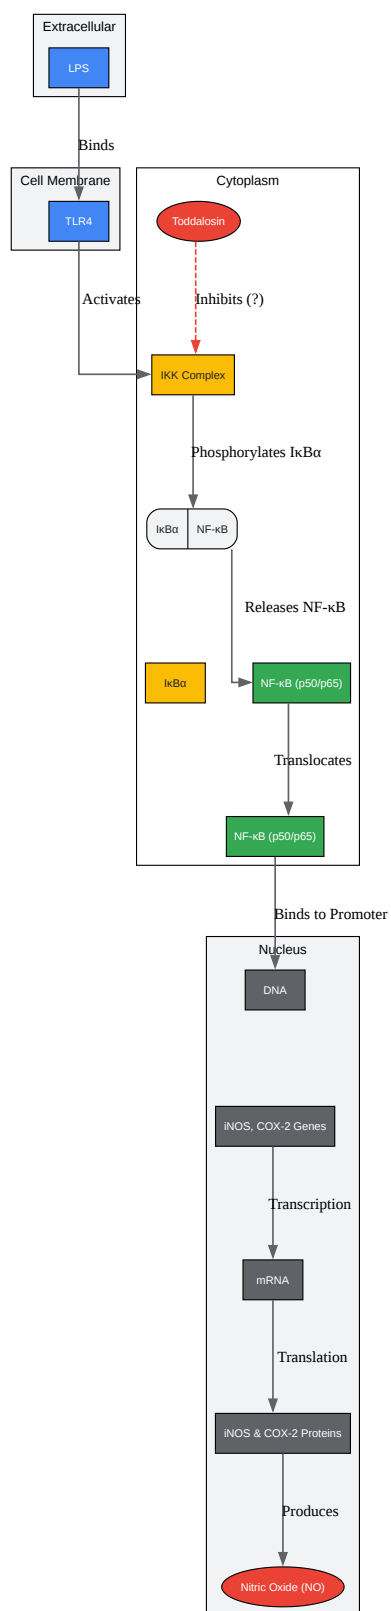 Extracellular
LPS
Binds
Cell Membrane
TLR4
Activates
Cytoplasm
Toddalosin
Inhibits (?)
IKK Complex
Phosphorylates IκBα
IκBα
NF-κB
Releases NF-κB
IκBα
NF-κB (p50/p65)
Translocates
NF-κB (p50/p65)
Binds to Promoter
Nucleus
DNA
iNOS, COX-2 Genes
Transcription
mRNA
Translation
iNOS & COX-2 Proteins
Produces
Nitric Oxide (NO)